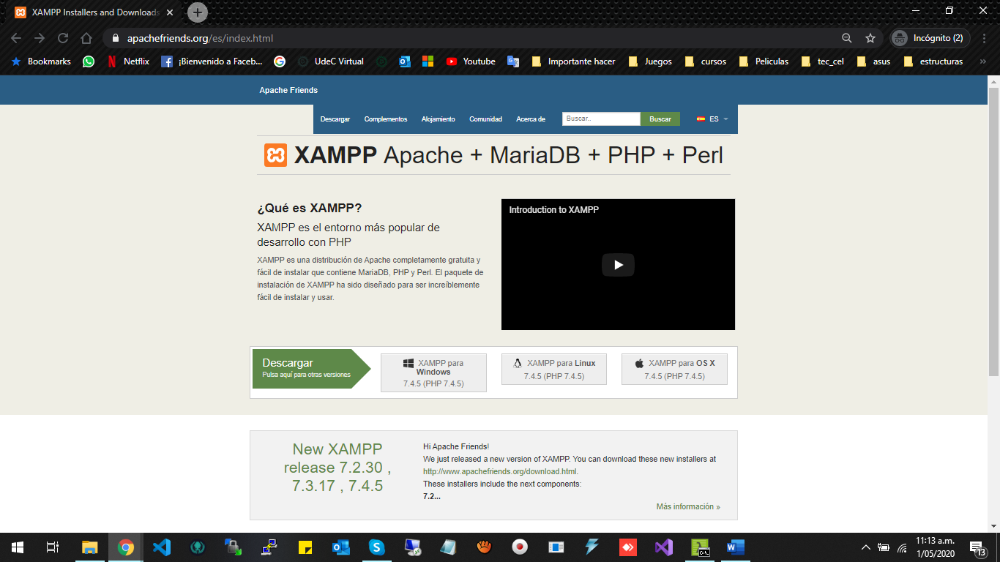 XAMPP Installers and Downloads
apachefriends.org/es/index.html
Incógnito (2)
Bookmarks
Netflix
¡Bienvenido a Faceb...
UdeC Virtual
Youtube
Importante hacer
Juegos
cursos
Peliculas
tec_cel
asus
estructuras
»
Apache Friends
Descargar
Complementos
Alojamiento
Comunidad
Acerca de
Buscar..
Buscar
ES
XAMPP Apache + MariaDB + PHP + Perl
¿Qué es XAMPP?
XAMPP es el entorno más popular de
desarrollo con PHP
XAMPP es una distribución de Apache completamente gratuita y
fácil de instalar que contiene MariaDB, PHP y Perl. El paquete de
instalación de XAMPP ha sido diseñado para ser increíblemente
fácil de instalar y usar.
Introduction to XAMPP
Descargar
Pulsa aquí para otras versiones
XAMPP para
Windows
7.4.5 (PHP 7.4.5)
XAMPP para Linux
7.4.5 (PHP 7.4.5)
XAMPP para OS X
7.4.5 (PHP 7.4.5)
New XAMPP
release 7.2.30 ,
7.3.17 , 7.4.5
Hi Apache Friends!
We just released a new version of XAMPP. You can download these new installers at
http://www.apachefriends.org/download.html.
These installers include the next components:
7.2...
Más información »
11:13 a.m.
1/05/2020
13